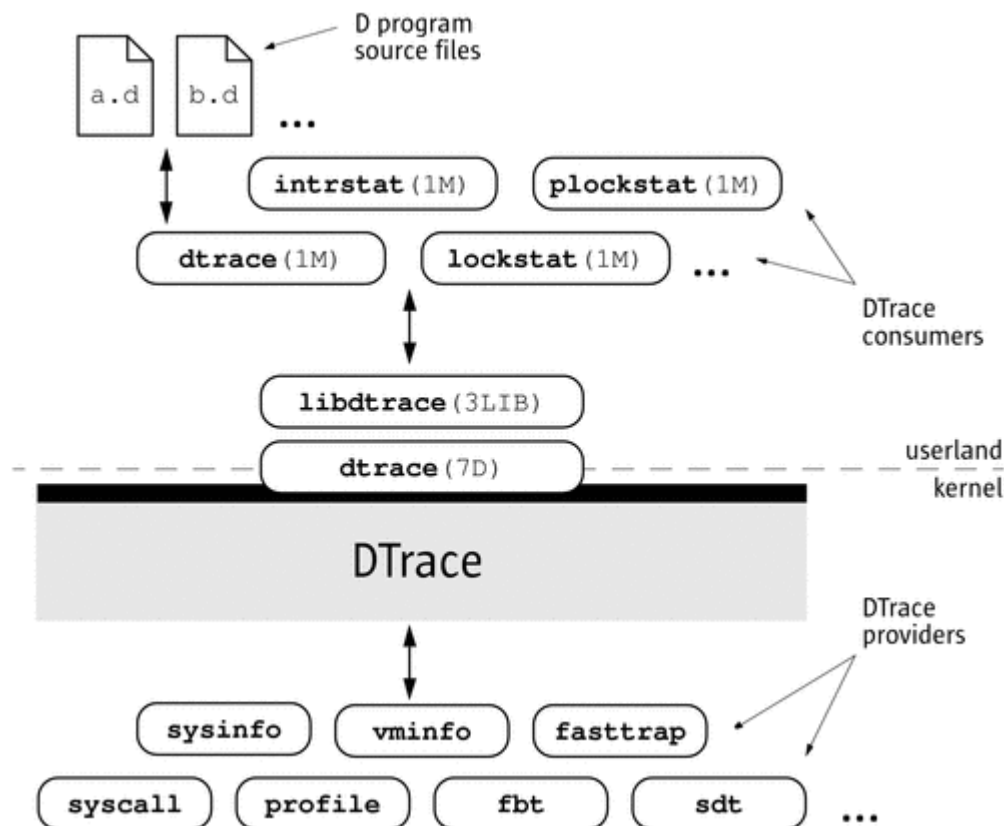 D program
source files
a.d
b.d
...
intrstat(1M)
plockstat(1M)
dtrace(1M)
lockstat(1M)
...
DTrace
consumers
libdtrace(3LIB)
dtrace(7D)
userland
kernel
DTrace
DTrace
providers
sysinfo
vminfo
fasttrap
syscall
profile
fbt
sdt
...